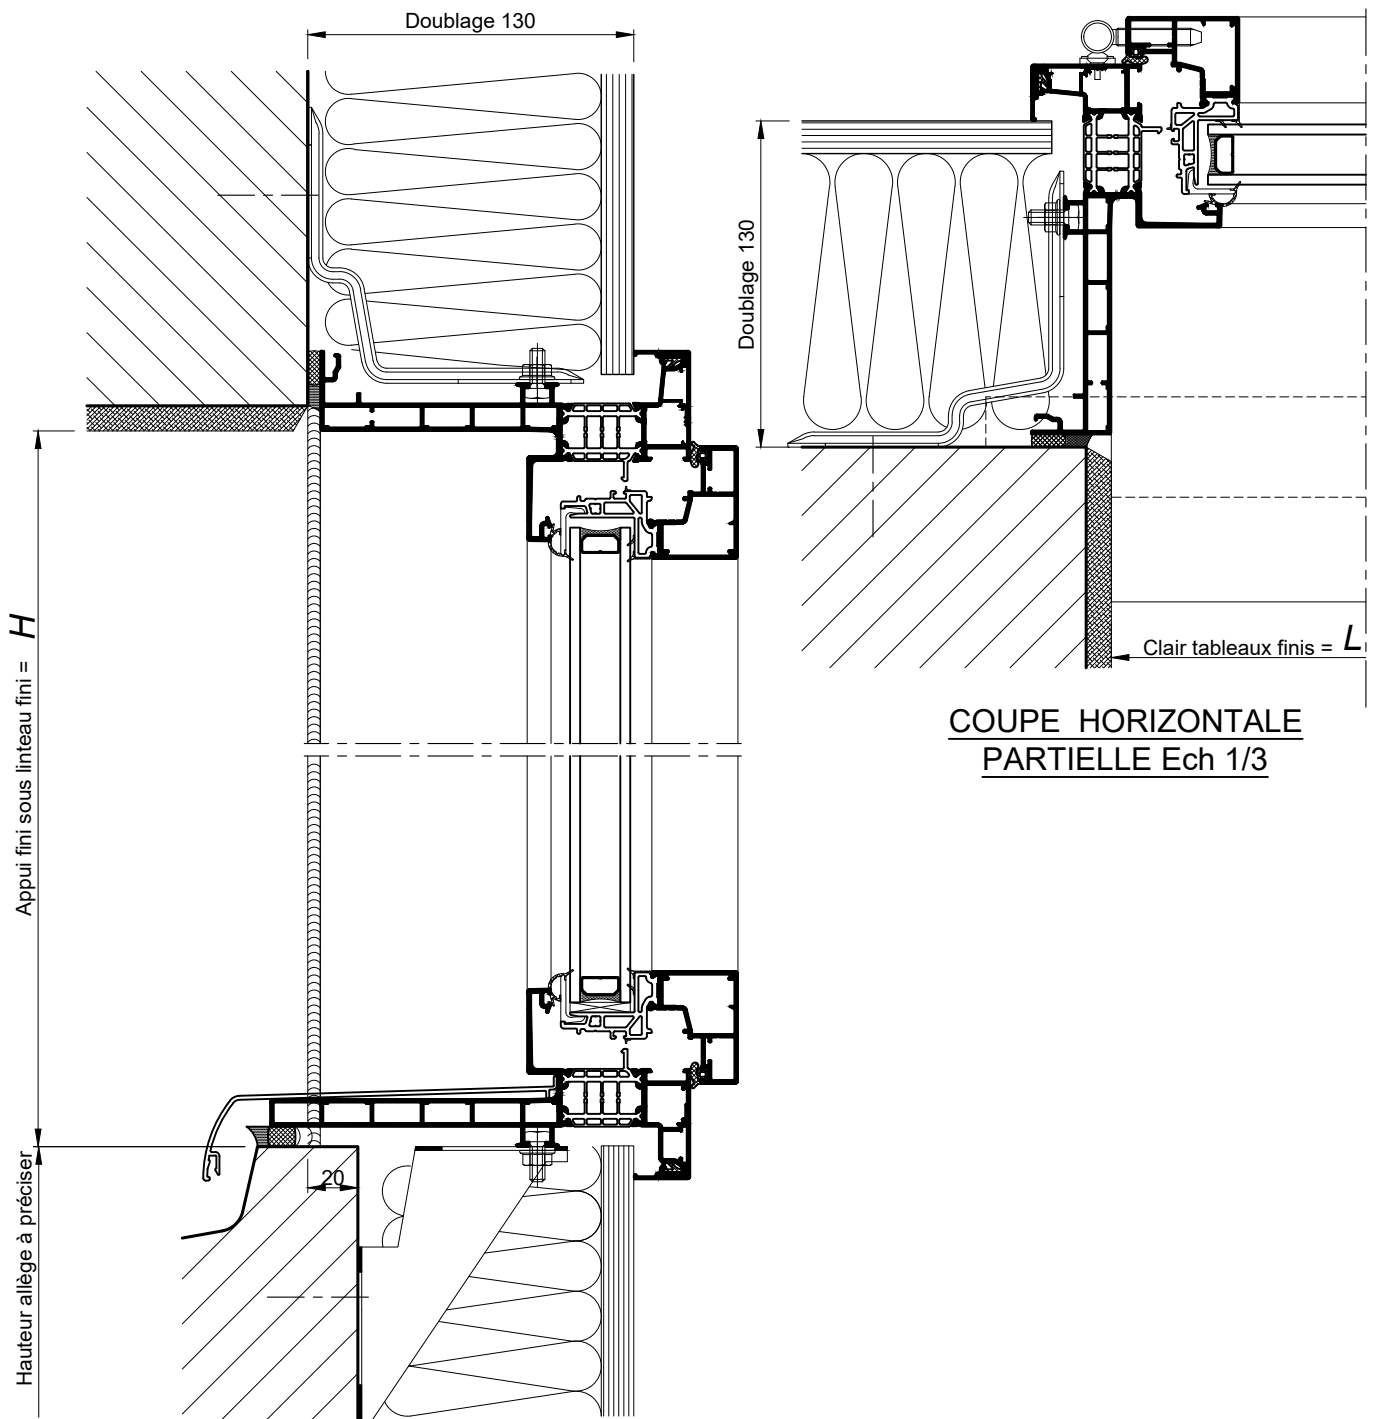 Doublage 130
Doublage 130
Appui fini sous linteau fini = H
Clair tableaux finis = L
COUPE HORIZONTALE
PARTIELLE Ech 1/3
Hauteur allège à préciser
20